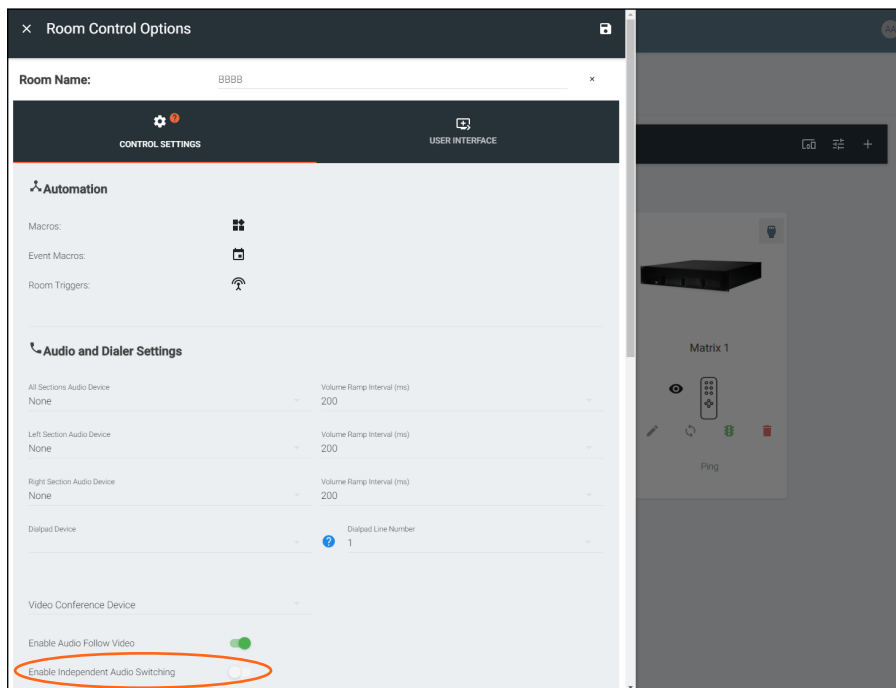 × Room Control Options
AA
Room Name: BBBB ×
?
CONTROL SETTINGS USER INTERFACE
Automation
Macros:
Event Macros:
Room Triggers:
Audio and Dialer Settings
All Sections Audio Device Volume Ramp Interval (ms)
None 200
Left Section Audio Device Volume Ramp Interval (ms)
None 200
Right Section Audio Device Volume Ramp Interval (ms)
None 200
Dialpad Device ? Dialpad Line Number
1
Video Conference Device
Enable Audio Follow Video
Enable Independent Audio Switching
Matrix 1
Ping